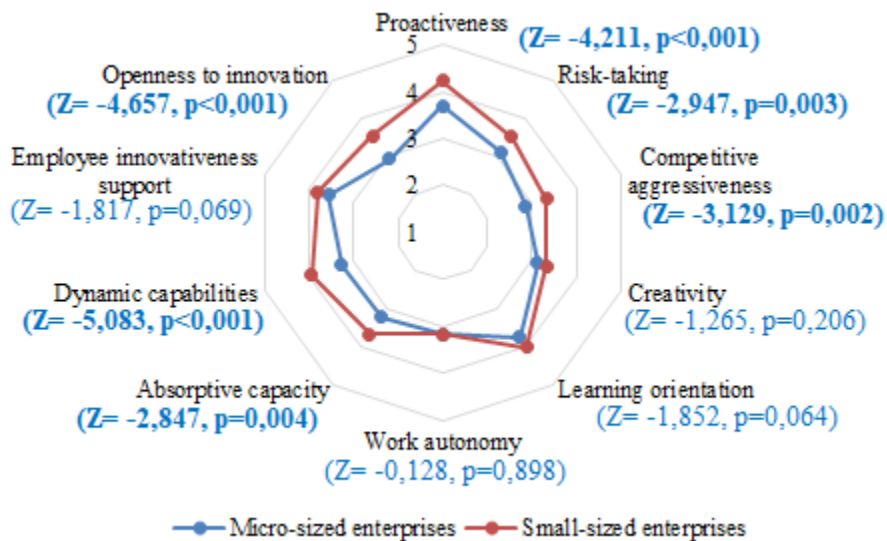 Proactiveness
(Z= -4,211, p<0,001)
Openness to innovation
(Z= -4,657, p<0,001)
Risk-taking
(Z= -2,947, p=0,003)
Employee innovativeness
support
(Z= -1,817, p=0,069)
Competitive
aggressiveness
(Z= -3,129, p=0,002)
5
4
3
2
1
Dynamic capabilities
(Z= -5,083, p<0,001)
Creativity
(Z= -1,265, p=0,206)
Absorptive capacity
(Z= -2,847, p=0,004)
Learning orientation
(Z= -1,852, p=0,064)
Work autonomy
(Z= -0,128, p=0,898)
Micro-sized enterprises
Small-sized enterprises